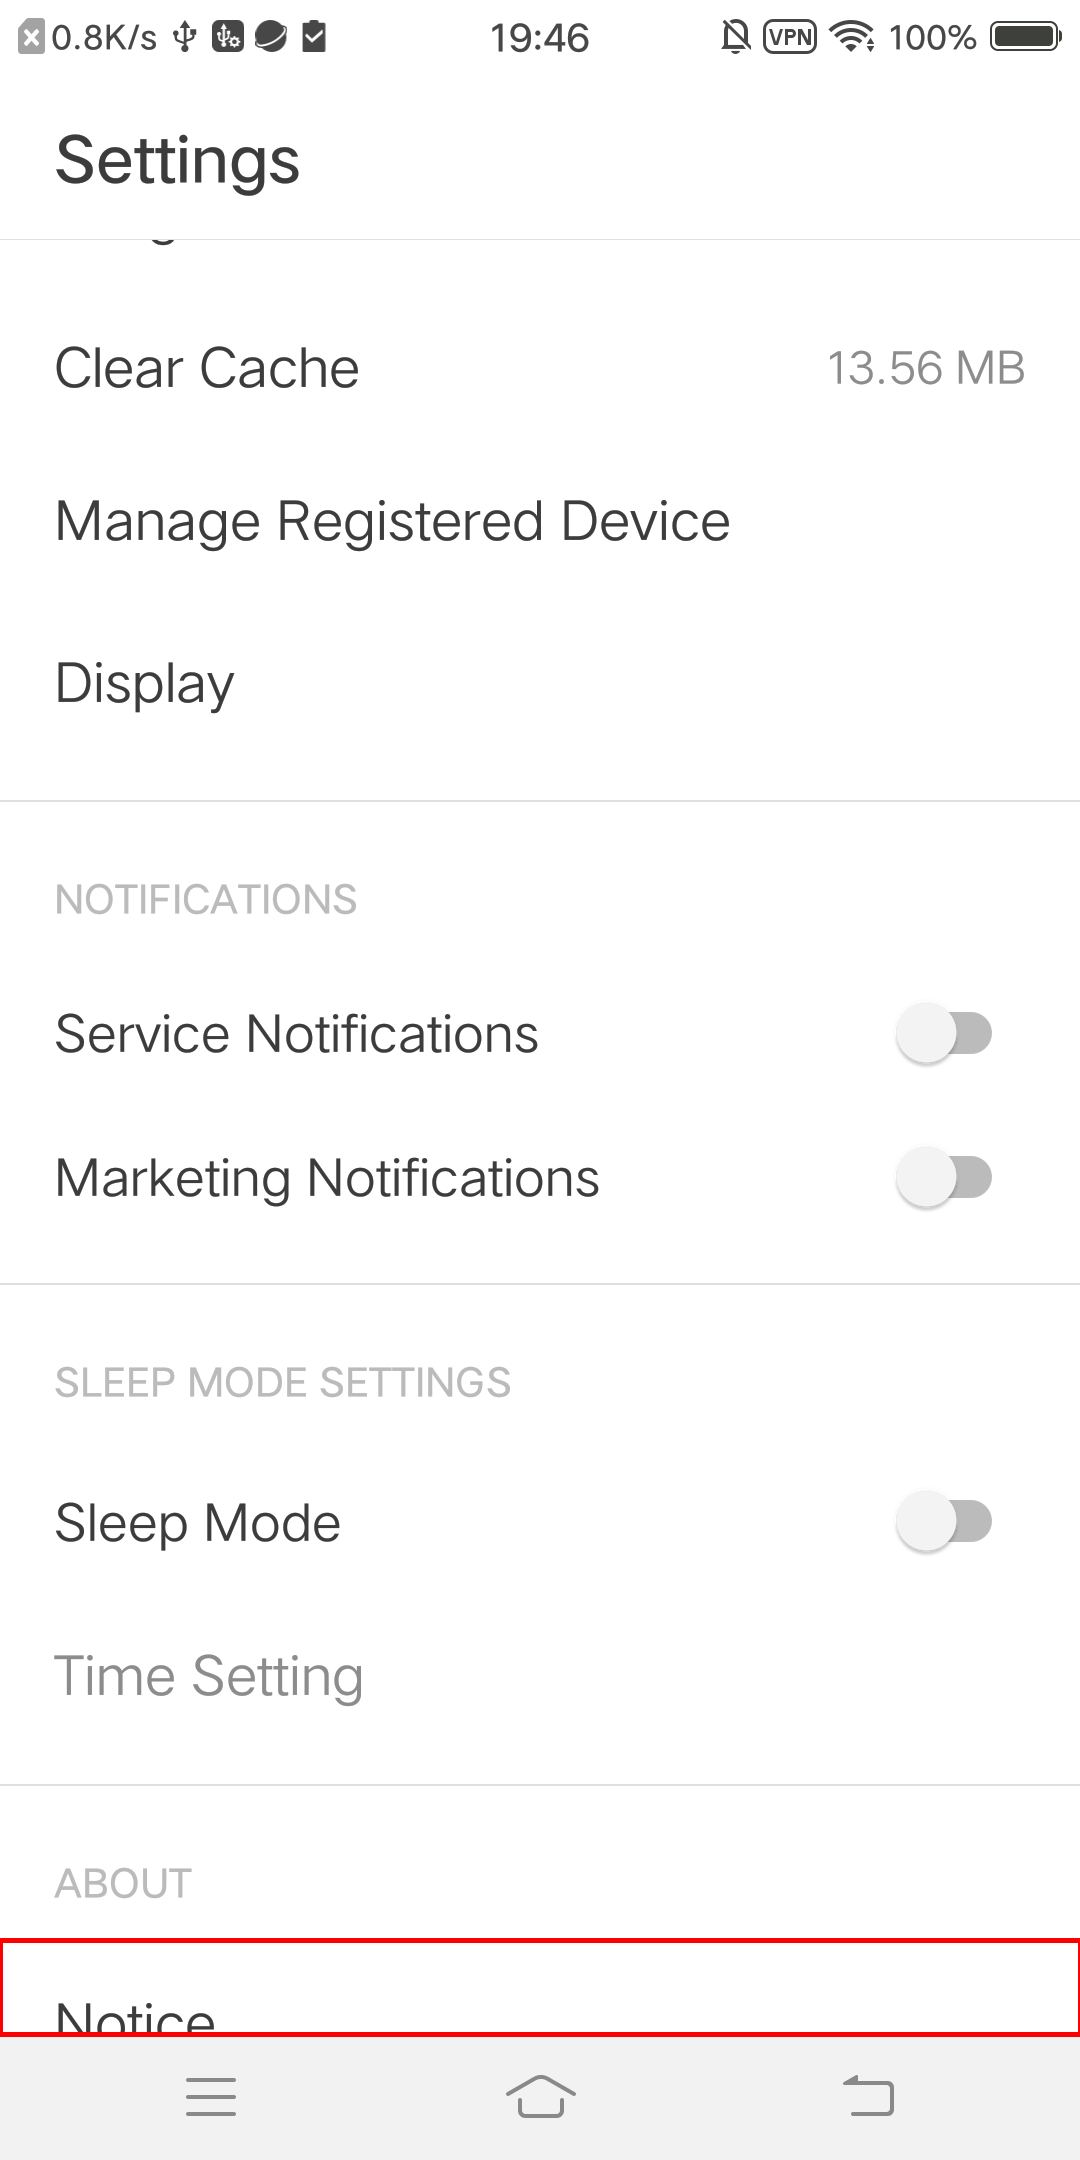 0.8K/s 19:46 VPN 100%
Settings
Clear Cache 13.56 MB
Manage Registered Device
Display
NOTIFICATIONS
Service Notifications
Marketing Notifications
SLEEP MODE SETTINGS
Sleep Mode
Time Setting
ABOUT
Notice